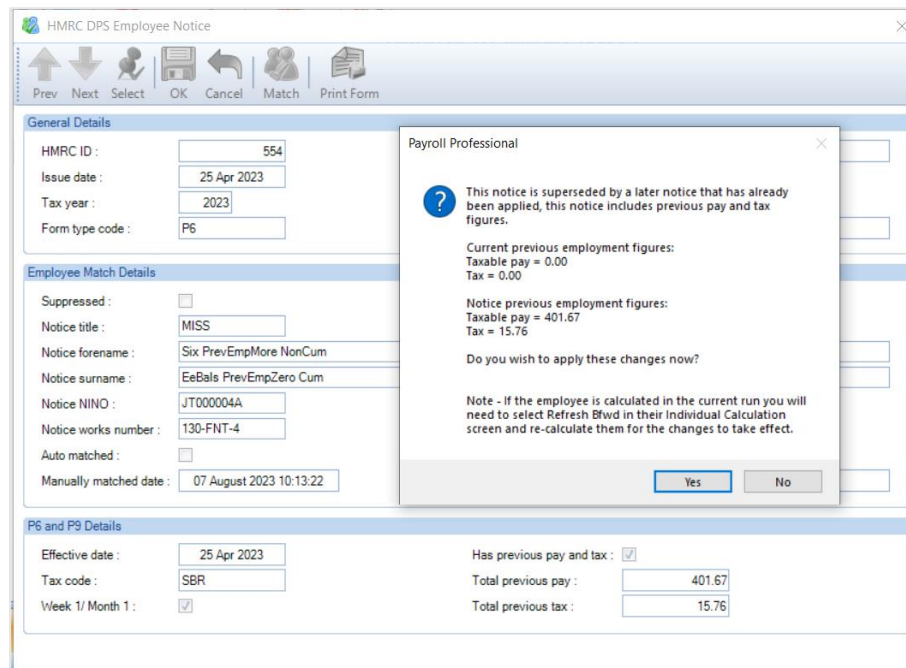 HMRC DPS Employee Notice
Prev Next Select OK Cancel Match Print Form
General Details
HMRC ID : 554
Issue date : 25 Apr 2023
Tax year : 2023
Form type code : P6
Employee Match Details
Suppressed :
Notice title : MISS
Notice forename : Six PrevEmpMore NonCum
Notice surname : EeBals PrevEmpZero Cum
Notice NINO : JT000004A
Notice works number : 130-FNT-4
Auto matched :
Manually matched date : 07 August 2023 10:13:22
Payroll Professional
This notice is superseded by a later notice that has already
been applied, this notice includes previous pay and tax
figures.
Current previous employment figures:
Taxable pay = 0.00
Tax = 0.00
Notice previous employment figures:
Taxable pay = 401.67
Tax = 15.76
Do you wish to apply these changes now?
Note - If the employee is calculated in the current run you will
need to select Refresh Bfwd in their Individual Calculation
screen and re-calculate them for the changes to take effect.
Yes No
P6 and P9 Details
Effective date : 25 Apr 2023 Has previous pay and tax :
Tax code : SBR Total previous pay : 401.67
Week 1/ Month 1 : Total previous tax : 15.76